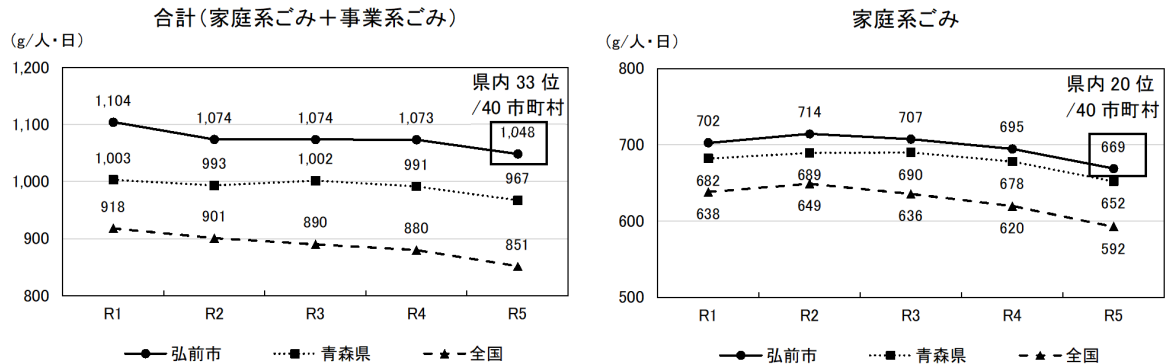 合計(家庭系ごみ+事業系ごみ)
(g/人・日)
1,200
1,100
1,000
900
800
県内 33 位
/40 市町村
1,104
1,074
1,074
1,073
1,048
1,003
993
1,002
991
967
918
901
890
880
851
R1
R2
R3
R4
R5
弘前市
青森県
全国
家庭系ごみ
(g/人・日)
800
700
600
500
県内 20 位
/40 市町村
702
714
707
695
669
682
689
690
678
652
638
649
636
620
592
R1
R2
R3
R4
R5
弘前市
青森県
全国